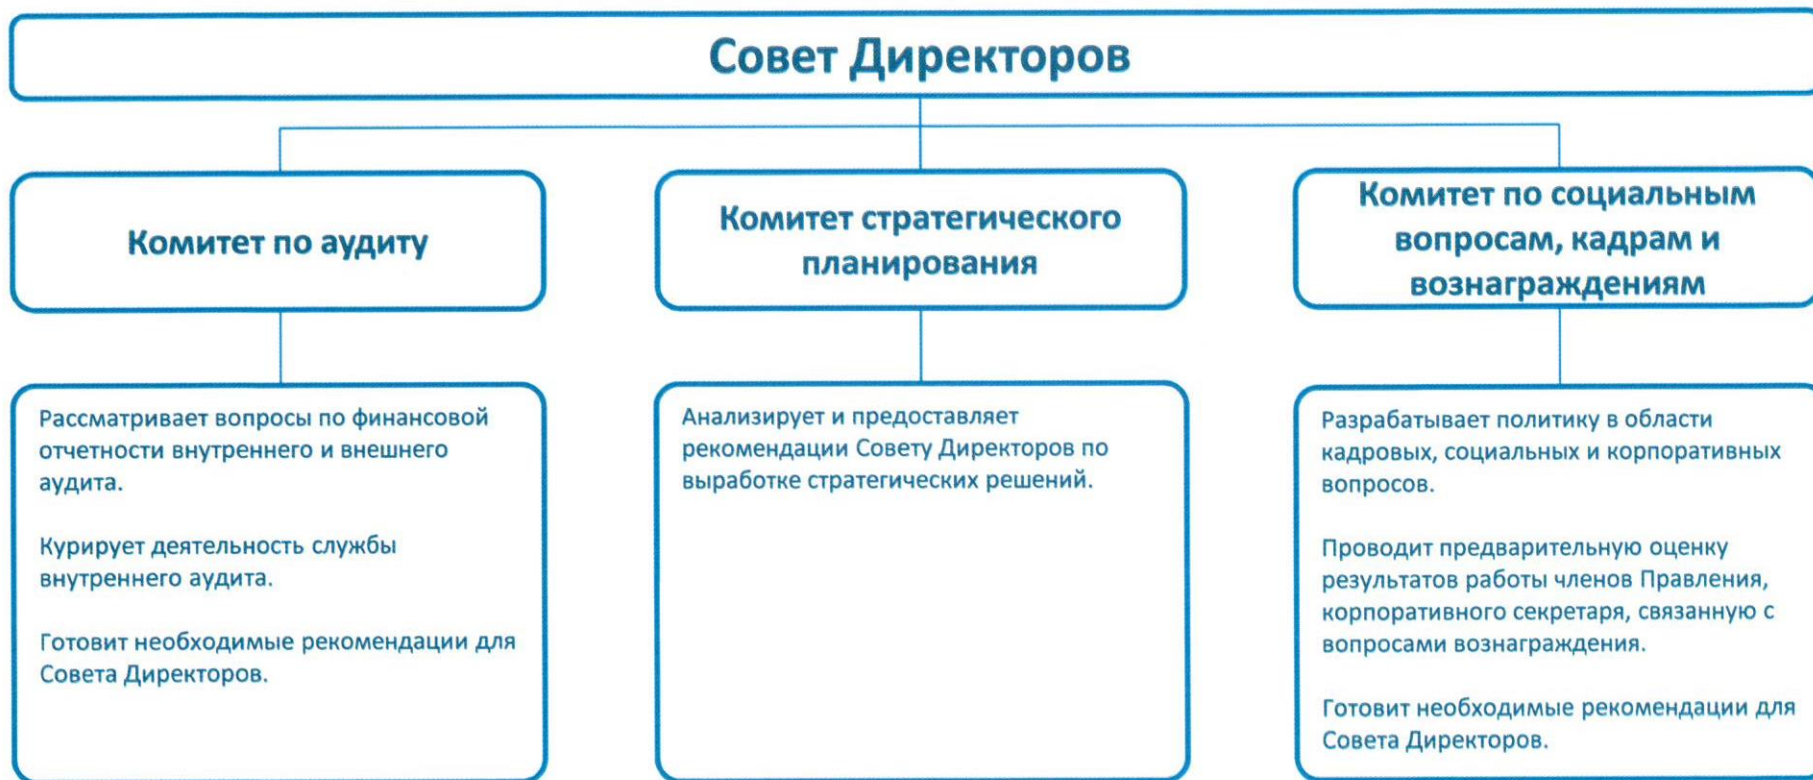 Совет Директоров
Комитет по аудиту
Комитет стратегического
планирования
Комитет по социальным
вопросам, кадрам и
вознаграждениям
Рассматривает вопросы по финансовой
отчетности внутреннего и внешнего
аудита.
Курирует деятельность службы
внутреннего аудита.
Готовит необходимые рекомендации для
Совета Директоров.
Анализирует и предоставляет
рекомендации Совету Директоров по
выработке стратегических решений.
Разрабатывает политику в области
кадровых, социальных и корпоративных
вопросов.
Проводит предварительную оценку
результатов работы членов Правления,
корпоративного секретаря, связанную с
вопросами вознаграждения.
Готовит необходимые рекомендации для
Совета Директоров.